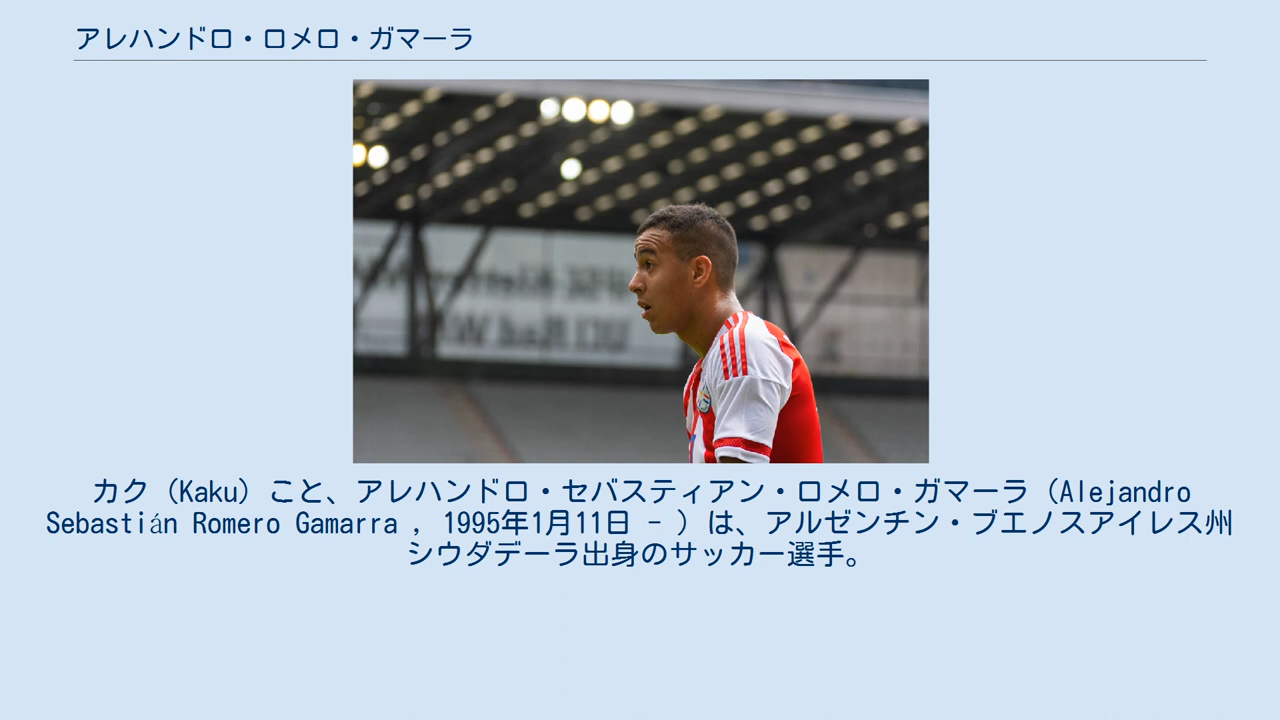 アレハンドロ・ロメロ・ガマーラ
カク（Kaku）こと、アレハンドロ・セバスティアン・ロメロ・ガマーラ（Alejandro
Sebastián Romero Gamarra , 1995年1月11日 - ）は、アルゼンチン・ブエノスアイレス州
シウダデーラ出身のサッカー選手。